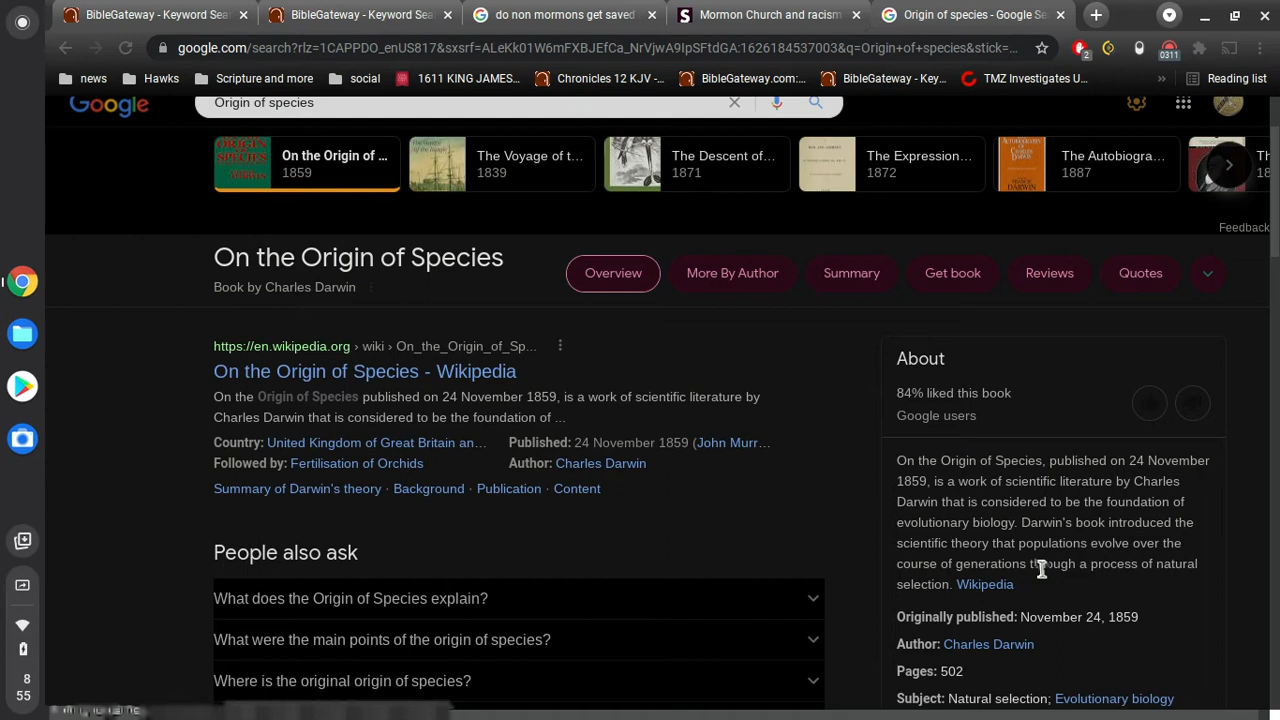 BibleGateway - Keyword Sea
BibleGateway - Keyword Sea
do non mormons get saved
Mormon Church and racism
Origin of species - Google Se
google.com/search?rlz=1CAPPDO_enUS817&sxsrf=ALeKk01W6mFXBJEfCa_NrVjwA9IpSFtdGA:1626184537003&q=Origin+of+species&stick=...
2
0311
news
Hawks
Scripture and more
social
1611 KING JAMES...
Chronicles 12 KJV -...
BibleGateway.com:...
BibleGateway - Key...
TMZ Investigates U...
»
Reading list
Google
Origin of species
ORIGIN OF SPECIES
On the Origin of ...
1859
The Voyage of t...
1839
The Descent of...
1871
The Expression...
1872
The Autobiogra...
1887
Th
18
Feedback
On the Origin of Species
Book by Charles Darwin
Overview
More By Author
Summary
Get book
Reviews
Quotes
https://en.wikipedia.org › wiki › On_the_Origin_of_Sp...
On the Origin of Species - Wikipedia
On the Origin of Species published on 24 November 1859, is a work of scientific literature by
Charles Darwin that is considered to be the foundation of ...
Country: United Kingdom of Great Britain an...
Published: 24 November 1859 (John Murr...
Followed by: Fertilisation of Orchids
Author: Charles Darwin
Summary of Darwin's theory · Background · Publication · Content
People also ask
What does the Origin of Species explain?
What were the main points of the origin of species?
Where is the original origin of species?
About
84% liked this book
Google users
On the Origin of Species, published on 24 November
1859, is a work of scientific literature by Charles
Darwin that is considered to be the foundation of
evolutionary biology. Darwin's book introduced the
scientific theory that populations evolve over the
course of generations through a process of natural
selection. Wikipedia
Originally published: November 24, 1859
Author: Charles Darwin
Pages: 502
Subject: Natural selection; Evolutionary biology
8
55